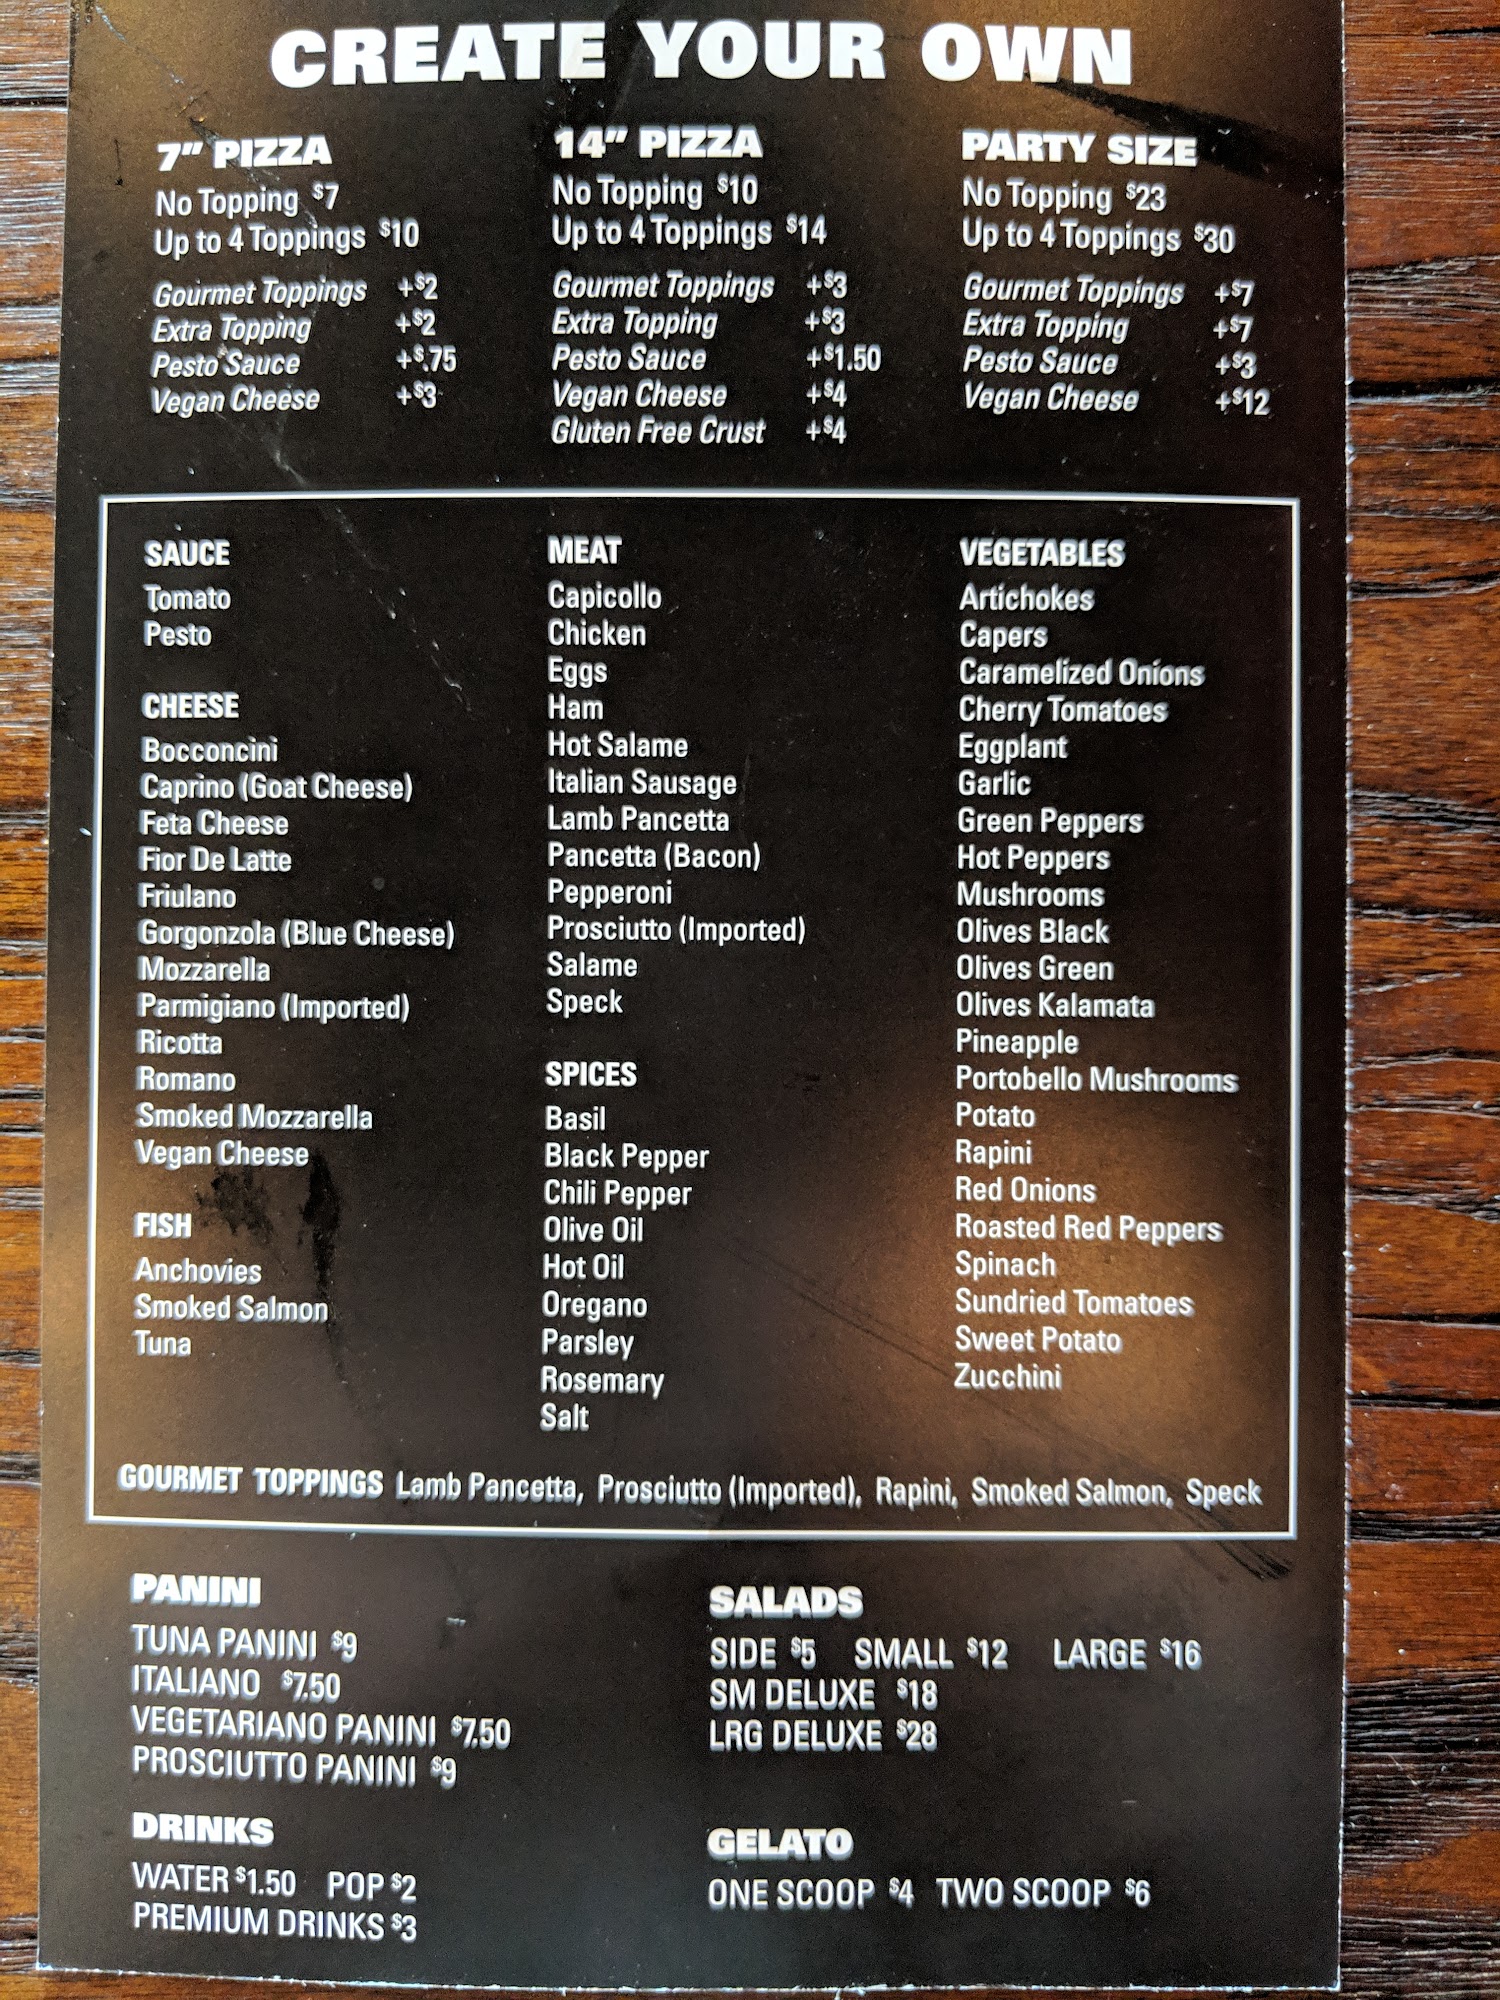 CREATE YOUR OWN
7" PIZZA
No Topping $7
Up to 4 Toppings $10
Gourmet Toppings +$2
Extra Topping +$2
Pesto Sauce +$.75
Vegan Cheese +$3
14" PIZZA
No Topping $10
Up to 4 Toppings $14
Gourmet Toppings +$3
Extra Topping +$3
Pesto Sauce +$1.50
Vegan Cheese +$4
Gluten Free Crust +$4
PARTY SIZE
No Topping $23
Up to 4 Toppings $30
Gourmet Toppings +$7
Extra Topping +$7
Pesto Sauce +$3
Vegan Cheese +$12
SAUCE
Tomato
Pesto
CHEESE
Bocconcini
Caprino (Goat Cheese)
Feta Cheese
Fior De Latte
Friulano
Gorgonzola (Blue Cheese)
Mozzarella
Parmigiano (Imported)
Ricotta
Romano
Smoked Mozzarella
Vegan Cheese
FISH
Anchovies
Smoked Salmon
Tuna
MEAT
Capicollo
Chicken
Eggs
Ham
Hot Salame
Italian Sausage
Lamb Pancetta
Pancetta (Bacon)
Pepperoni
Prosciutto (Imported)
Salame
Speck
SPICES
Basil
Black Pepper
Chili Pepper
Olive Oil
Hot Oil
Oregano
Parsley
Rosemary
Salt
VEGETABLES
Artichokes
Capers
Caramelized Onions
Cherry Tomatoes
Eggplant
Garlic
Green Peppers
Hot Peppers
Mushrooms
Olives Black
Olives Green
Olives Kalamata
Pineapple
Portobello Mushrooms
Potato
Rapini
Red Onions
Roasted Red Peppers
Spinach
Sundried Tomatoes
Sweet Potato
Zucchini
GOURMET TOPPINGS Lamb Pancetta, Prosciutto (Imported), Rapini, Smoked Salmon, Speck
PANINI
TUNA PANINI $9
ITALIANO $7.50
VEGETARIANO PANINI $7.50
PROSCIUTTO PANINI $9
SALADS
SIDE $5 SMALL $12 LARGE $16
SM DELUXE $18
LRG DELUXE $28
DRINKS
WATER $1.50 POP $2
PREMIUM DRINKS $3
GELATO
ONE SCOOP $4 TWO SCOOP $6